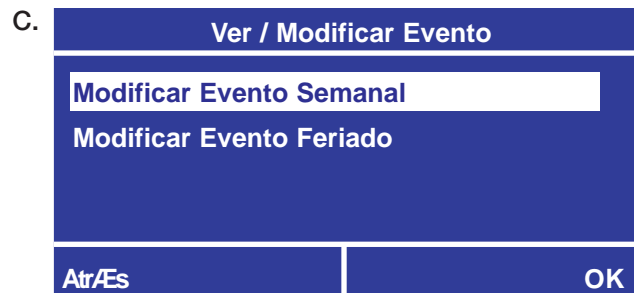 C.
Ver / Modificar Evento
Modificar Evento Semanal
Modificar Evento Feriado
AtrÆs OK